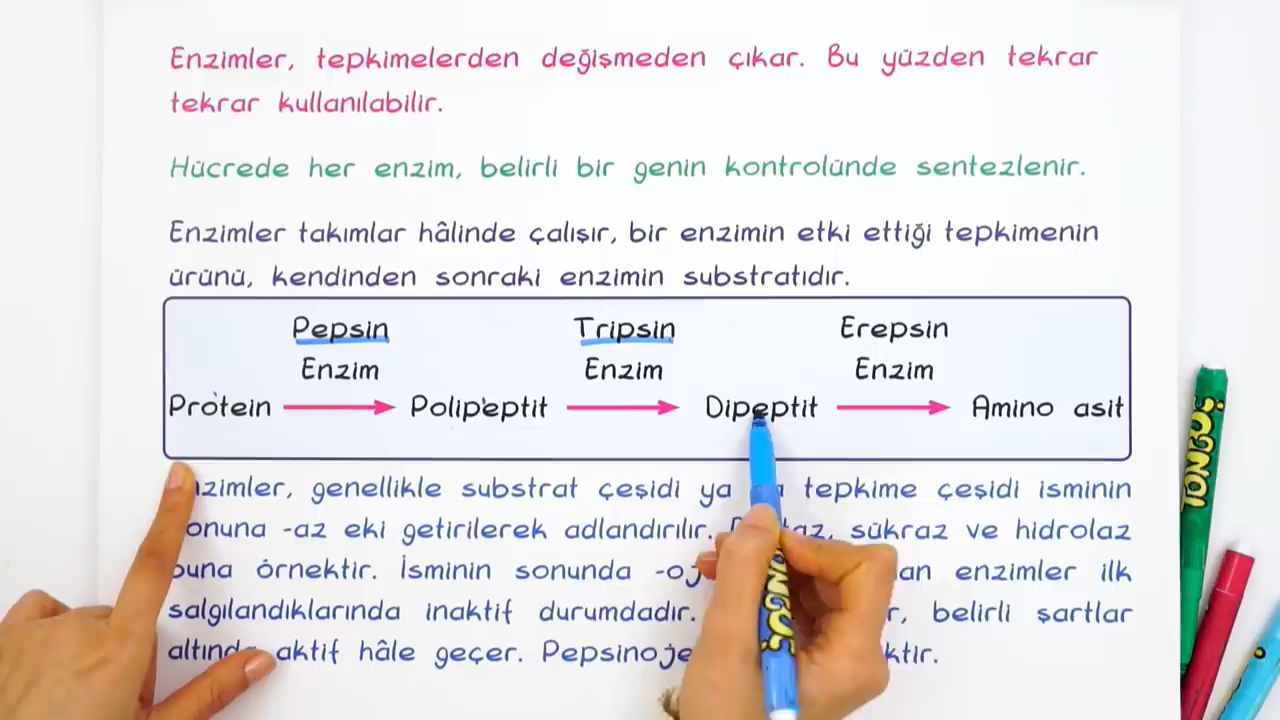 Enzimler, tepkimelerden değişmeden çıkar. Bu yüzden tekrar
tekrar kullanılabilir.
Hücrede her enzim, belirli bir genin kontrolünde sentezlenir.
Enzimler takımlar hâlinde çalışır, bir enzimin etki ettiği tepkimenin
ürünü, kendinden sonraki enzimin substratıdır.
Pepsin Tripsin Erepsin
Enzim Enzim Enzim
Protein Polipeptit Dipeptit Amino asit
genellikle substrat çeşidi ya tepkime çeşidi isminin
-az eki getirilerek adlandırılır. sükraz ve hidrolaz
örnektir. İsminin sonunda enzimler ilk
salgılandıklarında inaktif durumdadır. belirli şartlar
altında aktif hâle geçer.
TONGUÇ
TONGUÇ